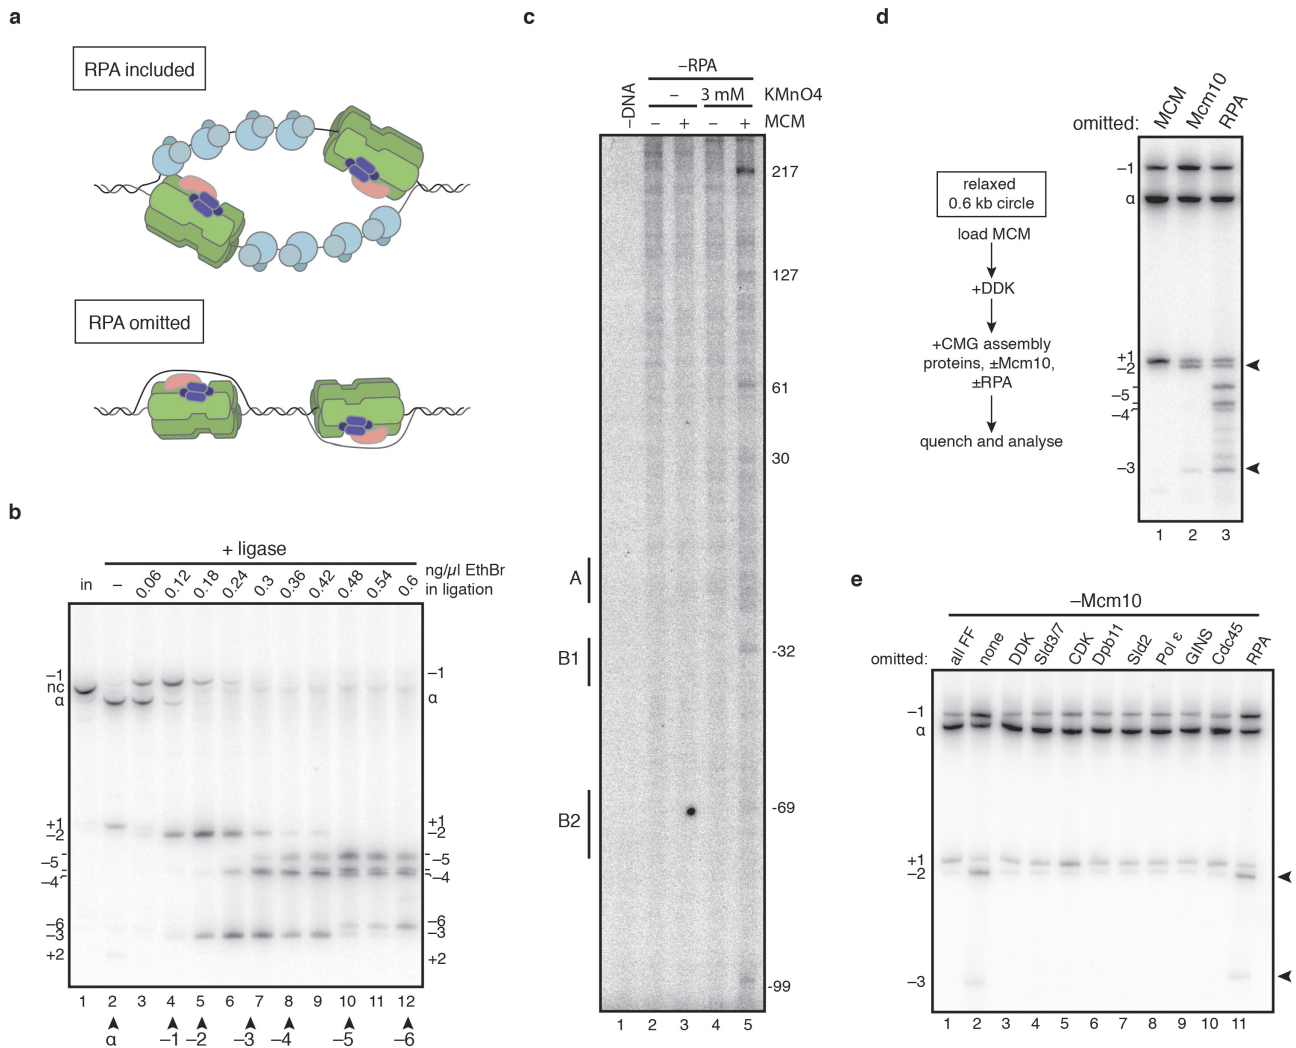 a
RPA included
RPA omitted
b
+ ligase
in
–
0.06
0.12
0.18
0.24
0.3
0.36
0.42
0.48
0.54
0.6
ng/µl EthBr
in ligation
–1
nc
α
+1
–2
–5
–4
–6
–3
+2
–1
α
+1
–2
–5
–4
–6
–3
+2
1 2 3 4 5 6 7 8 9 10 11 12
α –1 –2 –3 –4 –5 –6
c
–RPA
–DNA
– 3 mM KMnO4
– + – + MCM
217
127
61
30
-32
-69
-99
A
B1
B2
1 2 3 4 5
d
relaxed
0.6 kb circle
load MCM
+DDK
+CMG assembly
proteins, ±Mcm10,
±RPA
quench and analyse
omitted: MCM Mcm10 RPA
–1
α
+1
–2
–5
–4
–3
1 2 3
e
–Mcm10
omitted: all FF none DDK Sld3/7 CDK Dpb11 Sld2 Pol ε GINS Cdc45 RPA
–1
α
+1
–2
–3
1 2 3 4 5 6 7 8 9 10 11